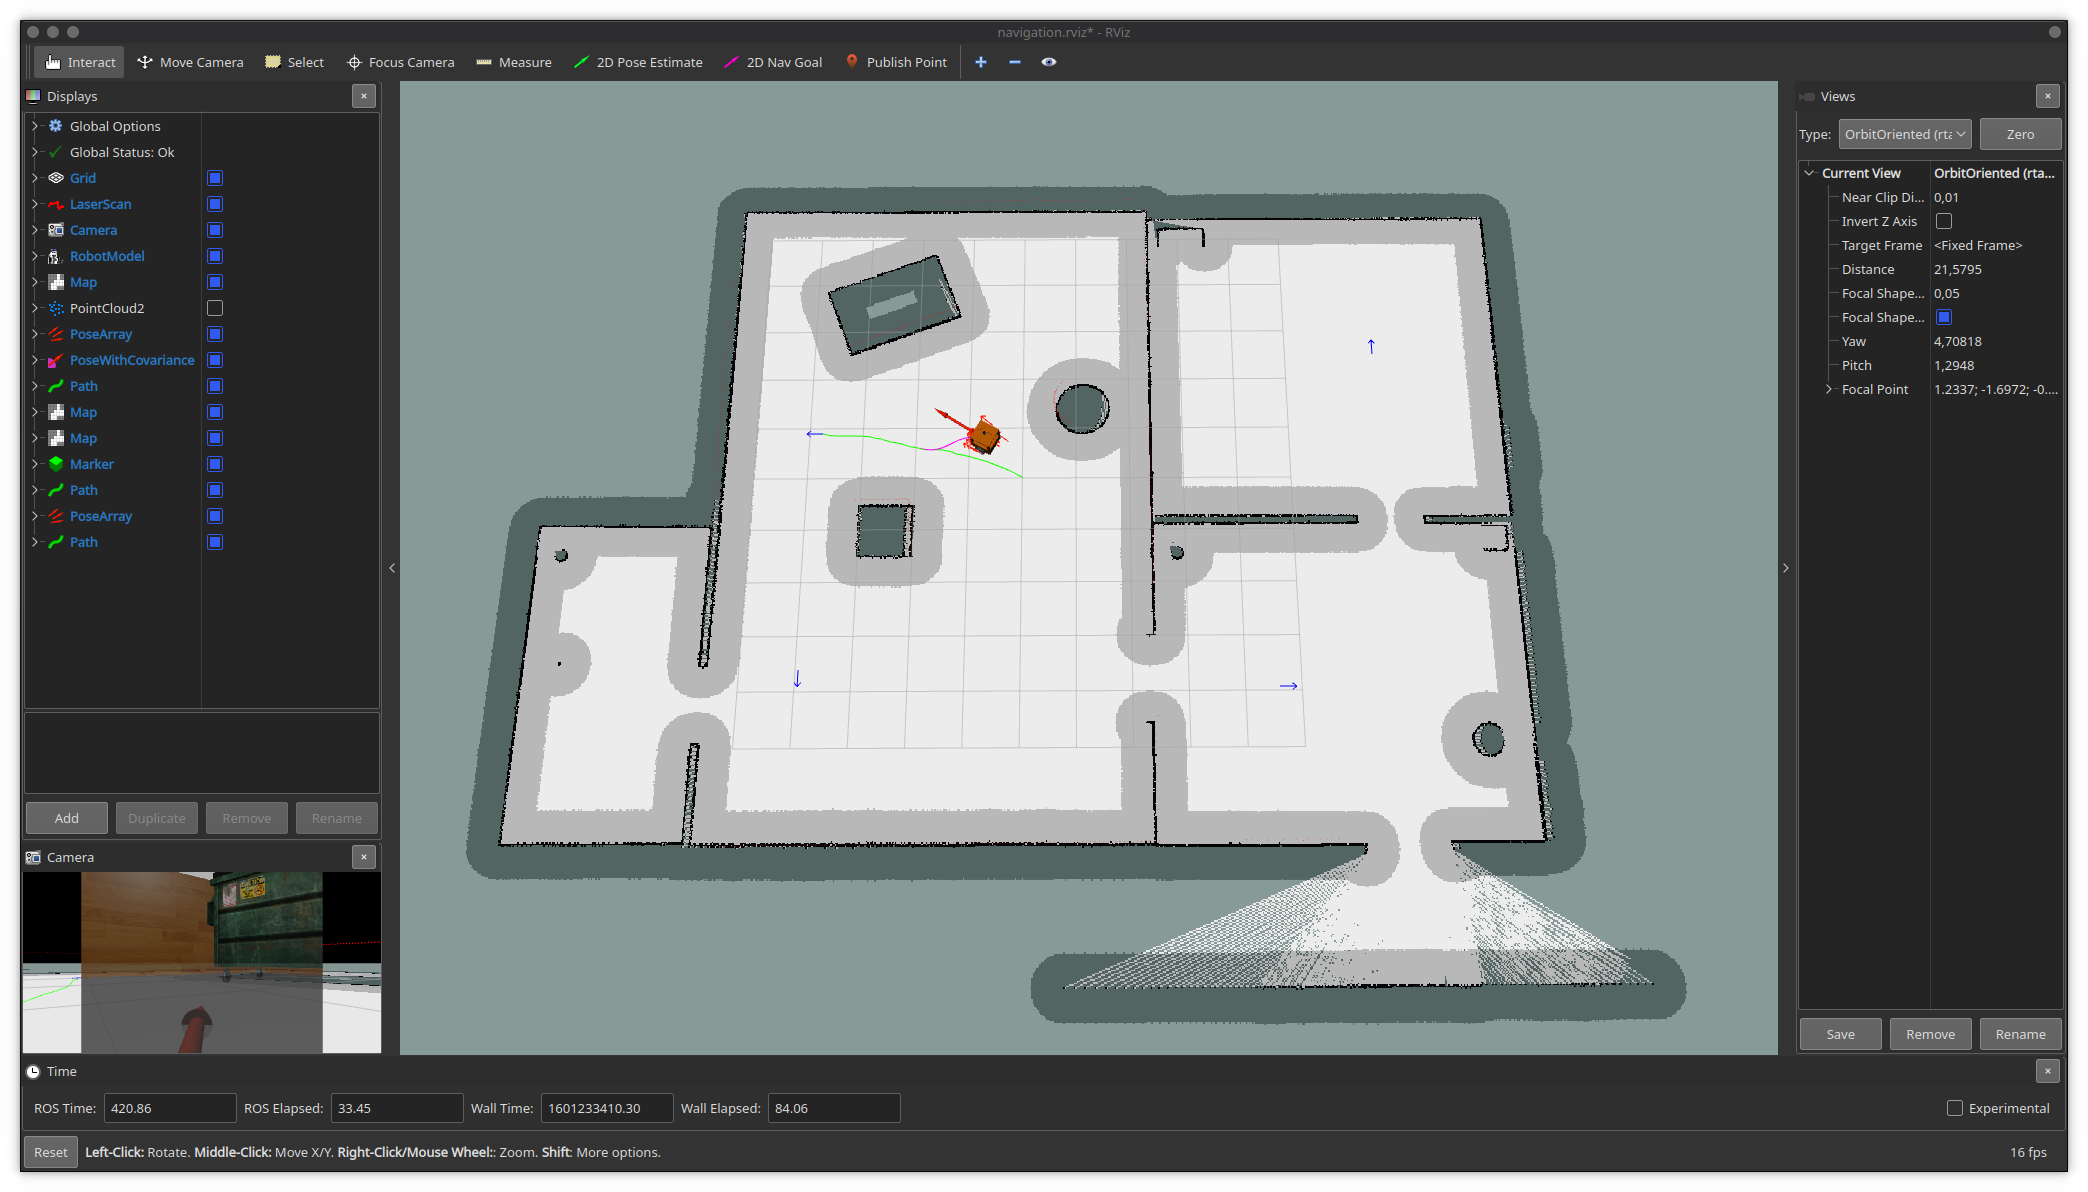 navigation.rviz* - RViz
Interact Move Camera Select Focus Camera Measure 2D Pose Estimate 2D Nav Goal Publish Point
Displays
Global Options
Global Status: Ok
Grid
LaserScan
Camera
RobotModel
Map
PointCloud2
PoseArray
PoseWithCovariance
Path
Map
Map
Marker
Path
PoseArray
Path
Add Duplicate Remove Rename
Camera
Views
Type: OrbitOriented (rta Zero
Current View OrbitOriented (rta...
Near Clip Di... 0,01
Invert Z Axis
Target Frame <Fixed Frame>
Distance 21,5795
Focal Shape... 0,05
Focal Shape...
Yaw 4,70818
Pitch 1,2948
Focal Point 1.2337; -1.6972; -0....
Save Remove Rename
Time
ROS Time: 420.86 ROS Elapsed: 33.45 Wall Time: 1601233410.30 Wall Elapsed: 84.06 Experimental
Reset Left-Click: Rotate. Middle-Click: Move X/Y. Right-Click/Mouse Wheel:: Zoom. Shift: More options. 16 fps